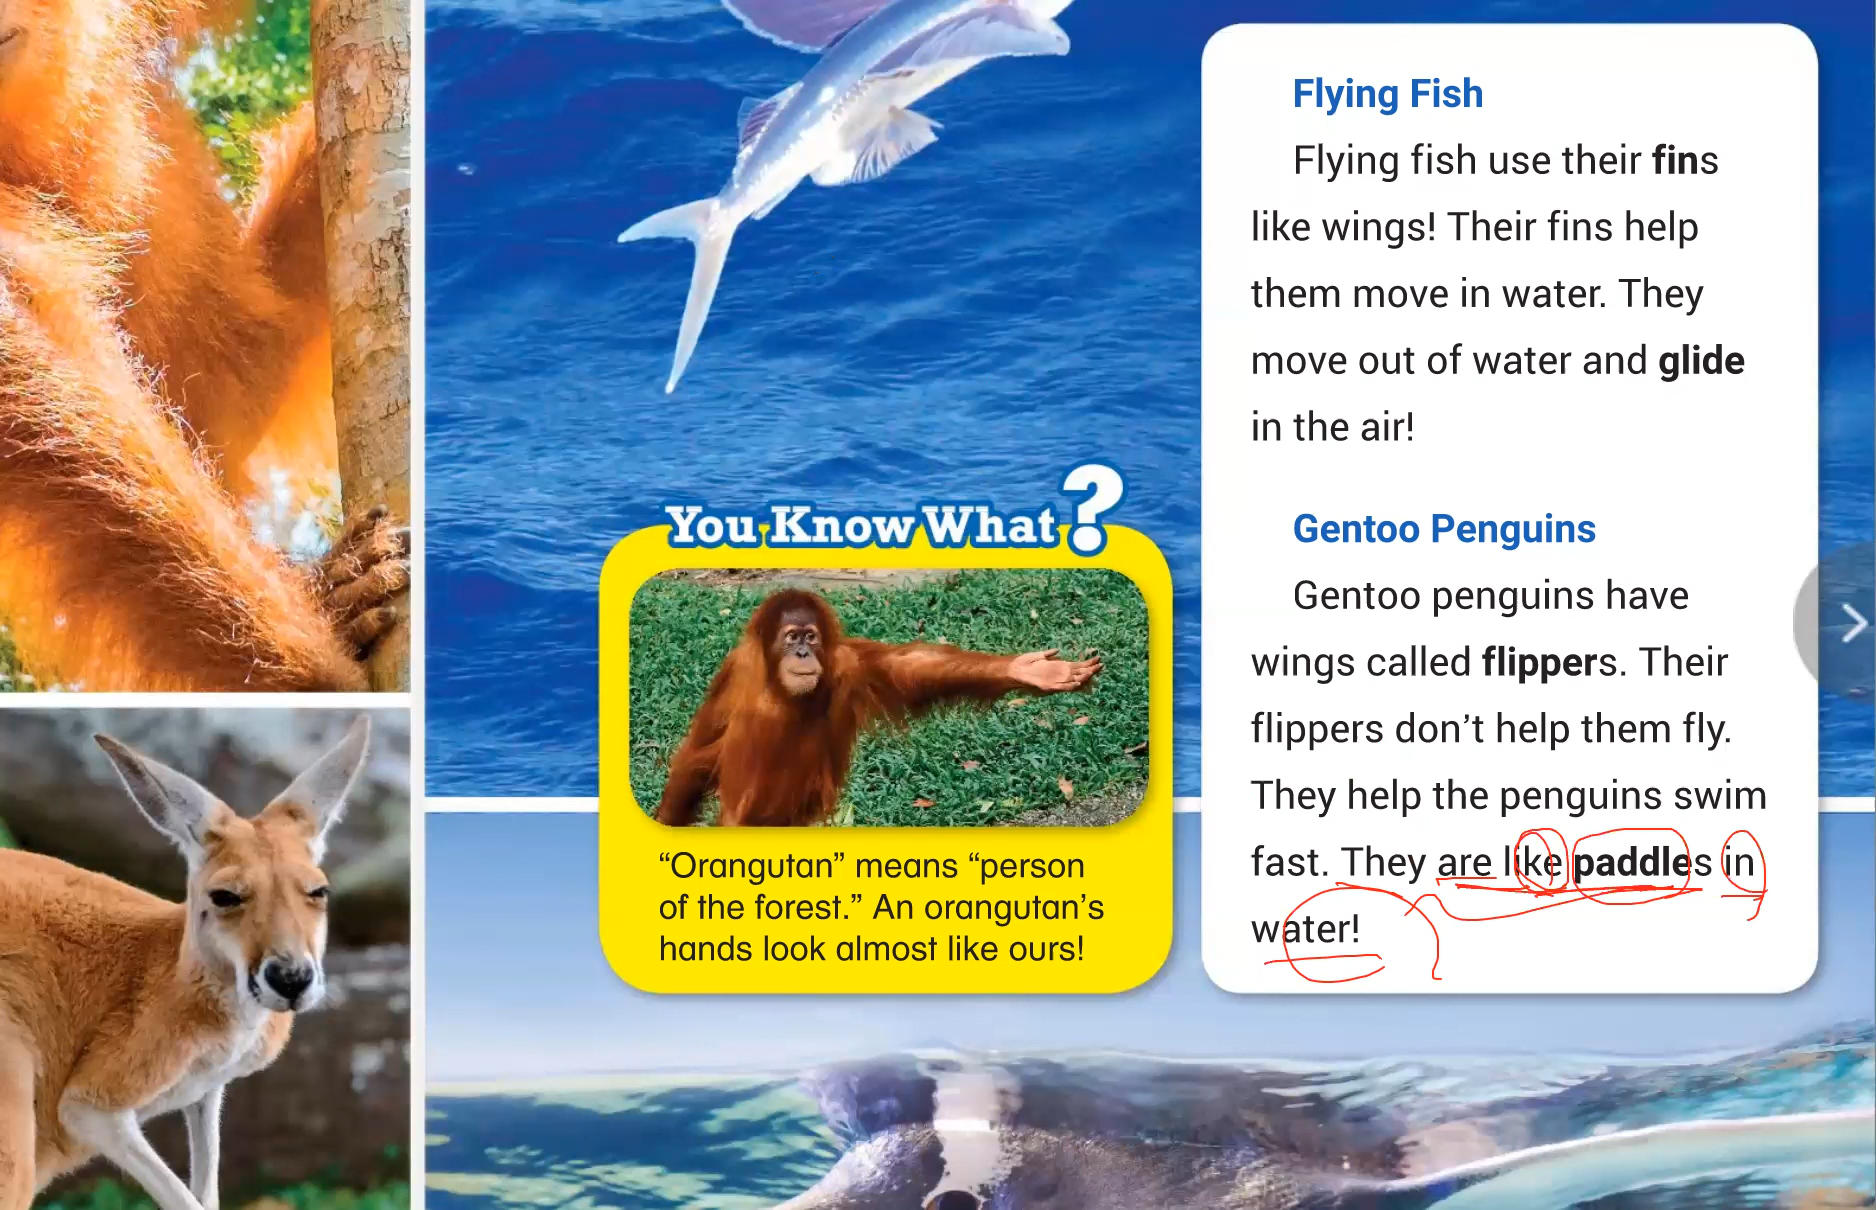 Flying Fish
Flying fish use their fins
like wings! Their fins help
them move in water. They
move out of water and glide
in the air!
Gentoo Penguins
Gentoo penguins have
wings called flippers. Their
flippers don’t help them fly.
They help the penguins swim
fast. They are like paddles in
water!
You Know What?
“Orangutan” means “person
of the forest.” An orangutan’s
hands look almost like ours!